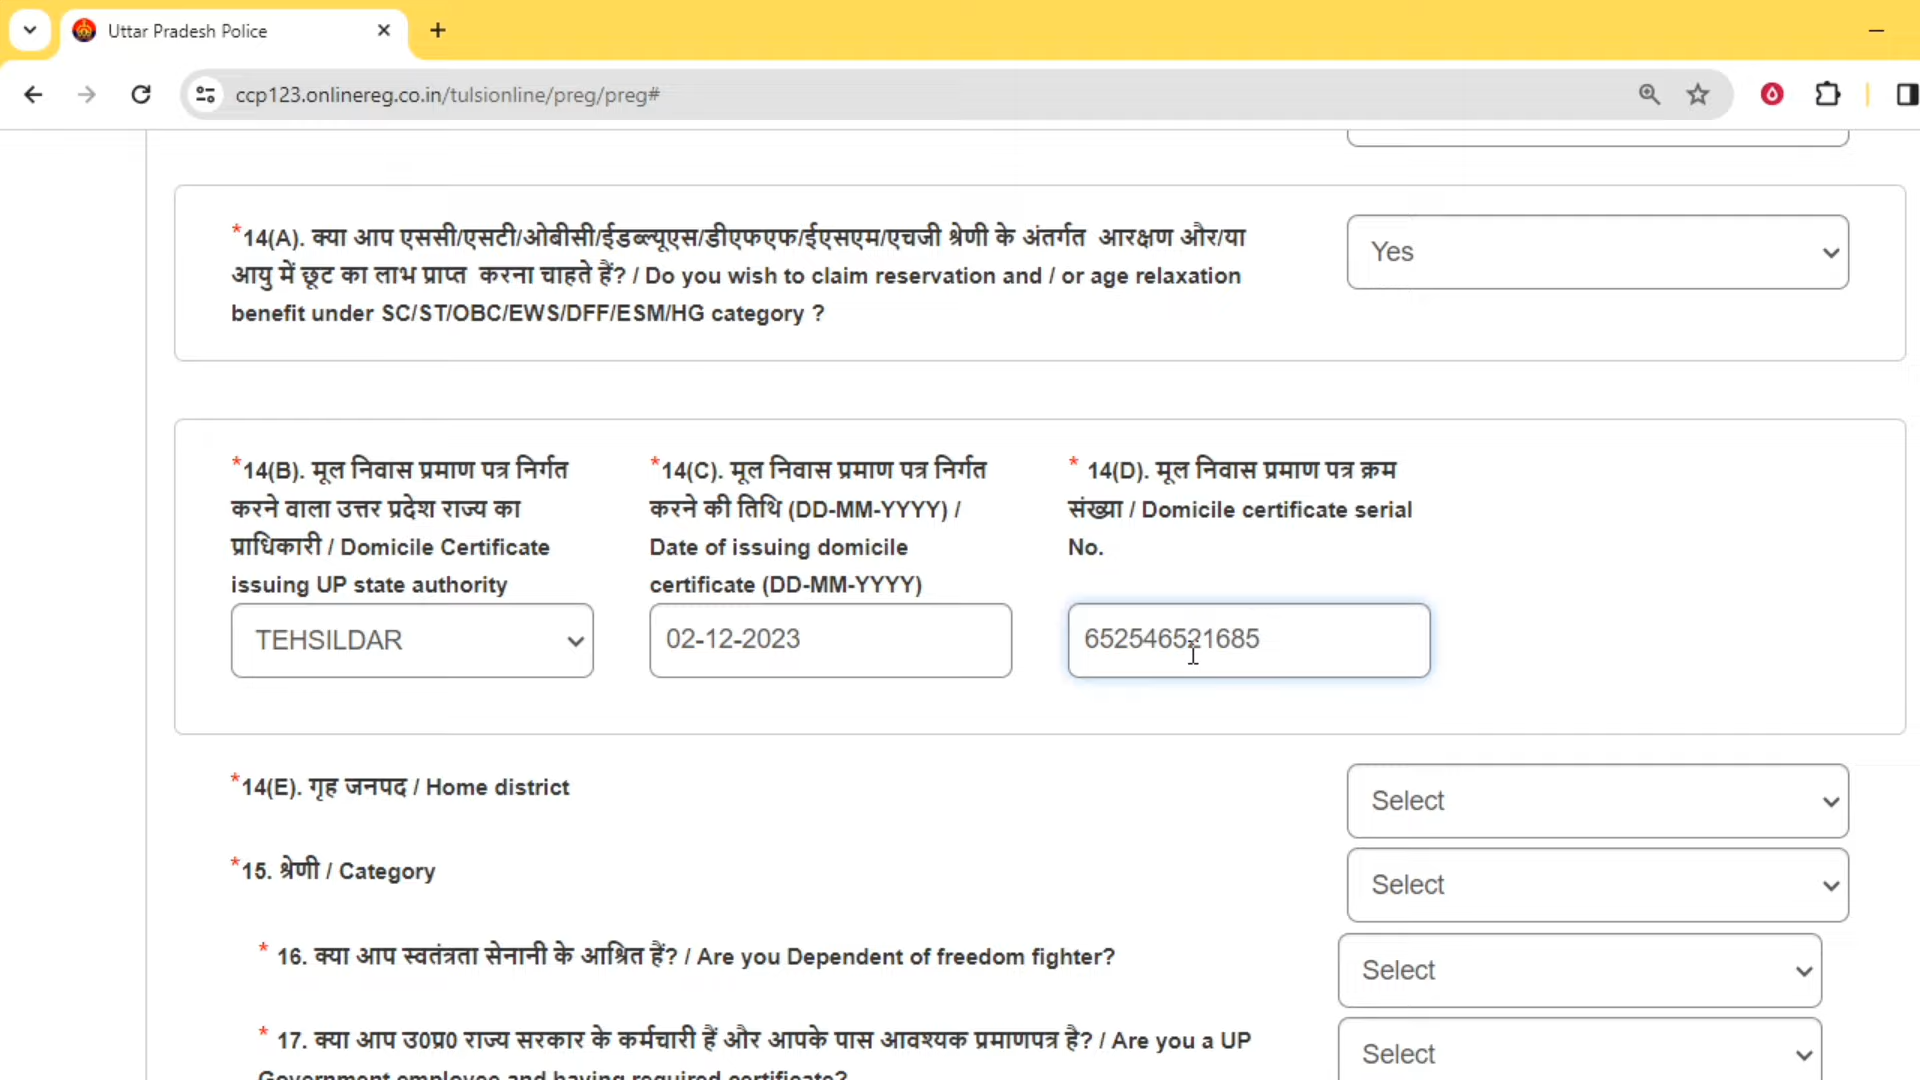 Uttar Pradesh Police
ccp123.onlinereg.co.in/tulsionline/preg/preg#
*14(A). क्या आप एससी/एसटी/ओबीसी/ईडब्ल्यूएस/डीएफएफ/ईएसएम/एचजी श्रेणी के अंतर्गत आरक्षण और/या
आयु में छूट का लाभ प्राप्त करना चाहते हैं? / Do you wish to claim reservation and / or age relaxation
benefit under SC/ST/OBC/EWS/DFF/ESM/HG category ?
Yes
*14(B). मूल निवास प्रमाण पत्र निर्गत
करने वाला उत्तर प्रदेश राज्य का
प्राधिकारी / Domicile Certificate
issuing UP state authority
TEHSILDAR
*14(C). मूल निवास प्रमाण पत्र निर्गत
करने की तिथि (DD-MM-YYYY) /
Date of issuing domicile
certificate (DD-MM-YYYY)
02-12-2023
* 14(D). मूल निवास प्रमाण पत्र क्रम
संख्या / Domicile certificate serial
No.
652546521685
*14(E). गृह जनपद / Home district
Select
*15. श्रेणी / Category
Select
* 16. क्या आप स्वतंत्रता सेनानी के आश्रित हैं? / Are you Dependent of freedom fighter?
Select
* 17. क्या आप उ0प्र0 राज्य सरकार के कर्मचारी हैं और आपके पास आवश्यक प्रमाणपत्र है? / Are you a UP
Select
Government employee and having required certificate?